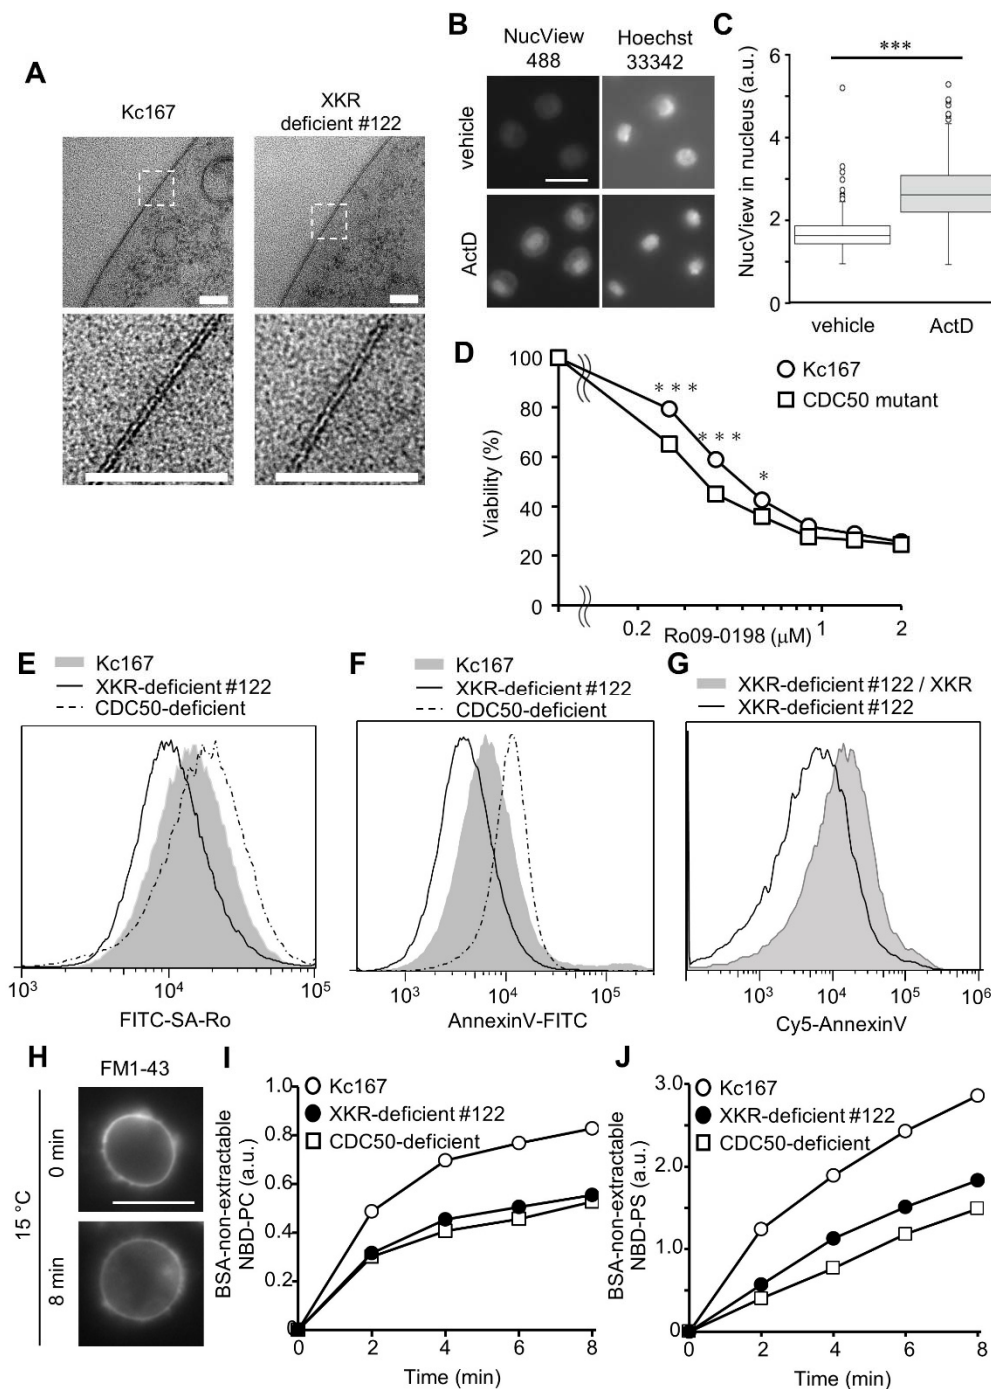 A
Kc167
XKR
deficient #122
B
NucView
488
Hoechst
33342
vehicle
ActD
C
***
NucView in nucleus (a.u.)
6
4
2
0
vehicle
ActD
D
Kc167
CDC50 mutant
***
***
*
Viability (%)
100
80
60
40
20
0
0.2
1
2
Ro09-0198 (μM)
E
Kc167
XKR-deficient #122
CDC50-deficient
10³
10⁴
10⁵
FITC-SA-Ro
F
Kc167
XKR-deficient #122
CDC50-deficient
10³
10⁴
10⁵
AnnexinV-FITC
G
XKR-deficient #122 / XKR
XKR-deficient #122
10³
10⁴
10⁵
10⁶
Cy5-AnnexinV
H
FM1-43
15 °C
0 min
8 min
I
Kc167
XKR-deficient #122
CDC50-deficient
BSA-non-extractable
NBD-PC (a.u.)
1.0
0.8
0.6
0.4
0.2
0
0
2
4
6
8
Time (min)
J
Kc167
XKR-deficient #122
CDC50-deficient
BSA-non-extractable
NBD-PS (a.u.)
3.0
2.0
1.0
0
0
2
4
6
8
Time (min)